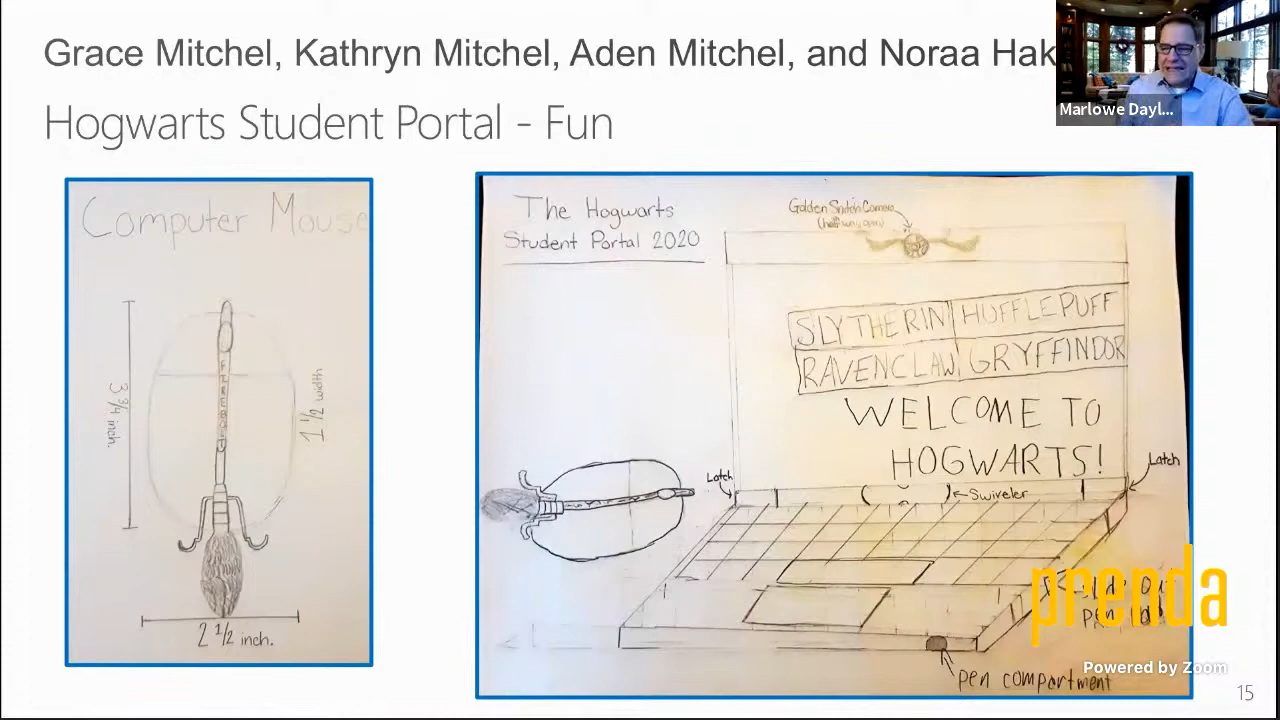 Grace Mitchel, Kathryn Mitchel, Aden Mitchel, and Noraa Hak
Marlowe Dayl...
Hogwarts Student Portal - Fun
Computer Mouse
3 3/4 inch.
FIREBOLT
1 1/2 width
2 1/2 inch.
The Hogwarts
Student Portal 2020
Golden Snitch Camera
SLYTHERIN HUFFLEPUFF
RAVENCLAW GRYFFINDOR
WELCOME TO
HOGWARTS!
Latch
Swiveler
Latch
pen
pen compartment
prenda
Powered by Zoom
15